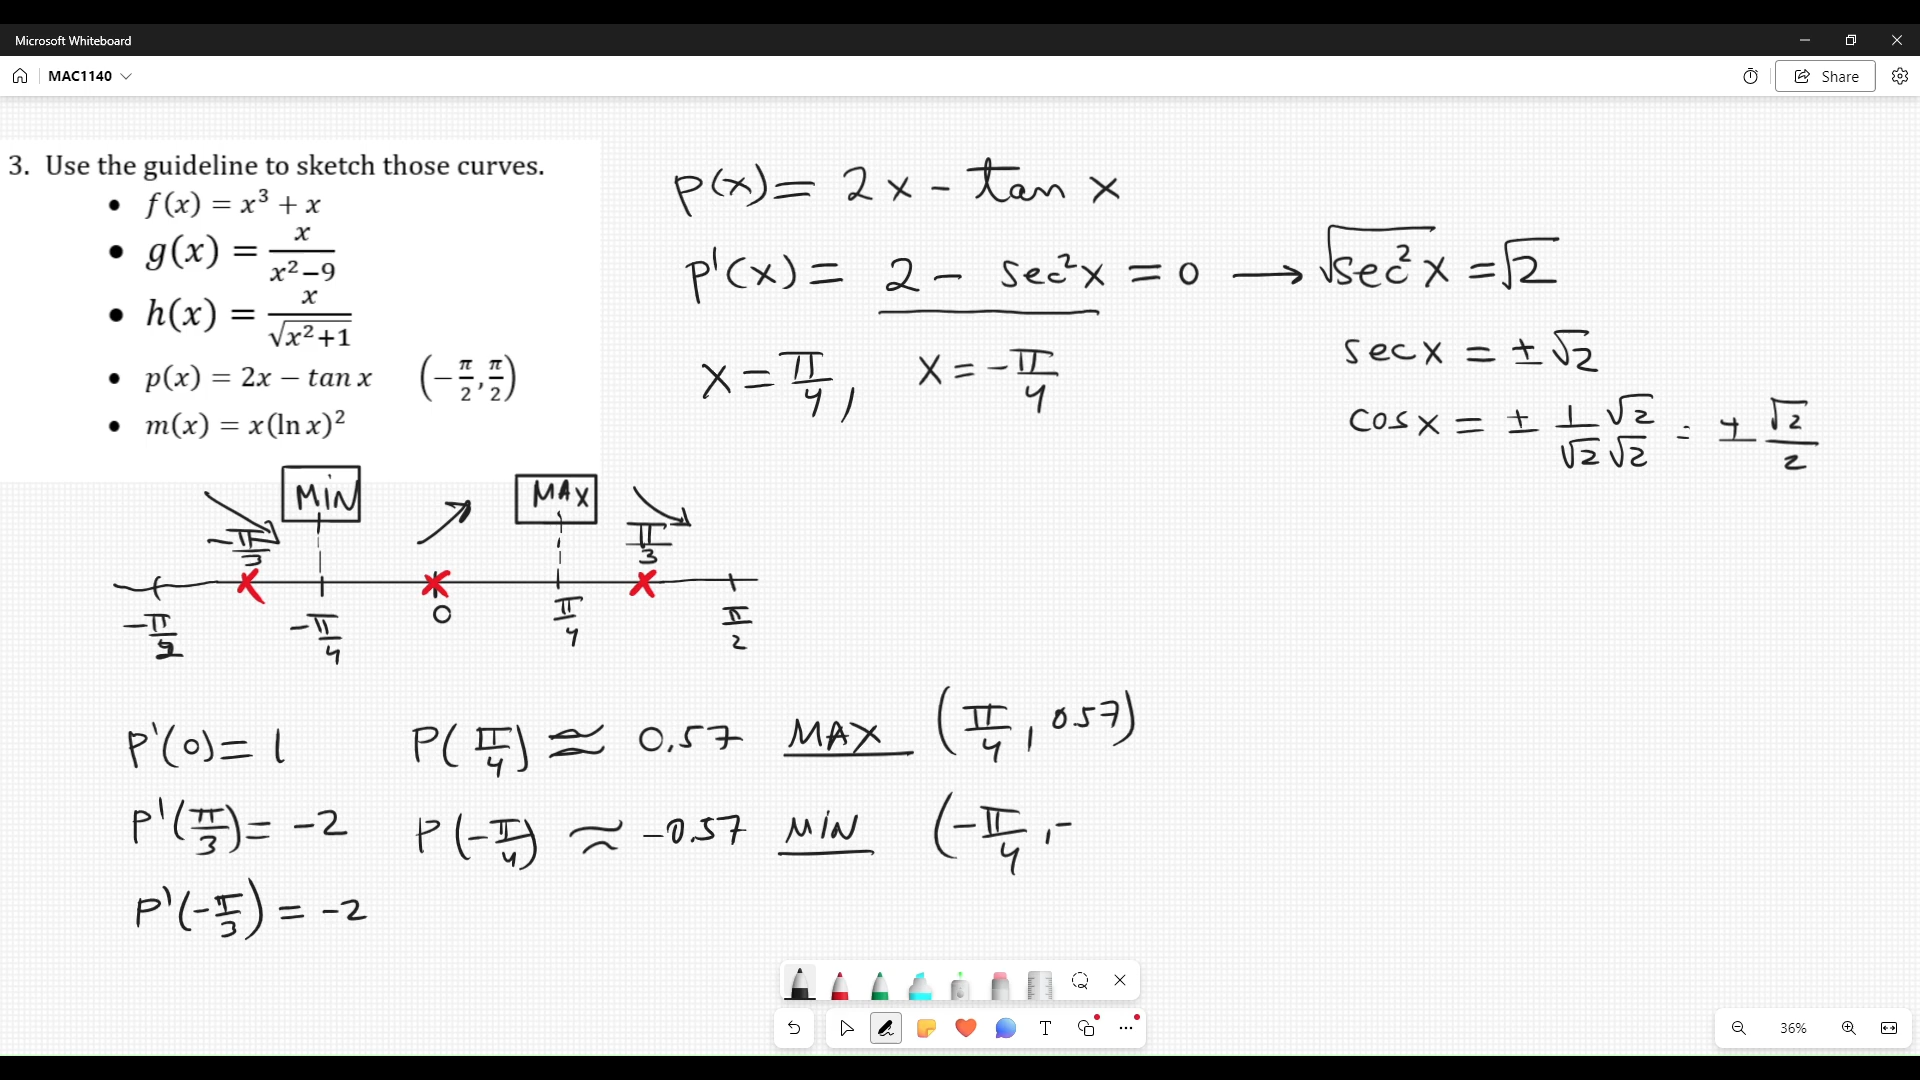 Microsoft Whiteboard
MAC1140
Share
3. Use the guideline to sketch those curves.
• f(x) = x³ + x
• g(x) = x/(x²−9)
• h(x) = x/√(x²+1)
• p(x) = 2x − tan x (−π/2, π/2)
• m(x) = x(ln x)²
p(x) = 2x - tan x
p'(x) = 2 - sec²x = 0 → √sec²x = √2
x = π/4, x = -π/4
sec x = ± √2
cos x = ± 1/√2 √2/√2 = ± √2/2
MIN MAX
-π/3 π/3
-π/2 -π/4 0 π/4 π/2
P'(0) = 1 P(π/4) ≈ 0.57 MAX (π/4, 0.57)
P'(π/3) = -2 P(-π/4) ≈ -0.57 MIN (-π/4, -
P'(-π/3) = -2
36%